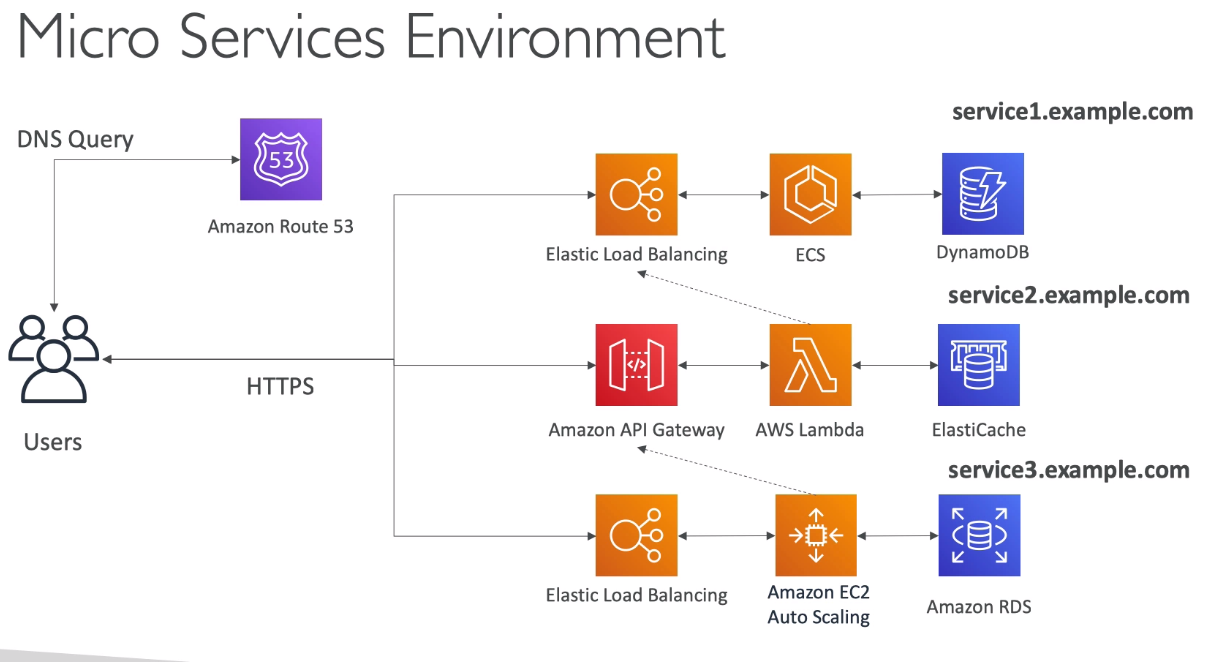 Micro Services Environment
service1.example.com
DNS Query
53
Amazon Route 53
Elastic Load Balancing
ECS
DynamoDB
service2.example.com
HTTPS
</>
Users
Amazon API Gateway
AWS Lambda
ElastiCache
service3.example.com
Elastic Load Balancing
Amazon EC2
Auto Scaling
Amazon RDS